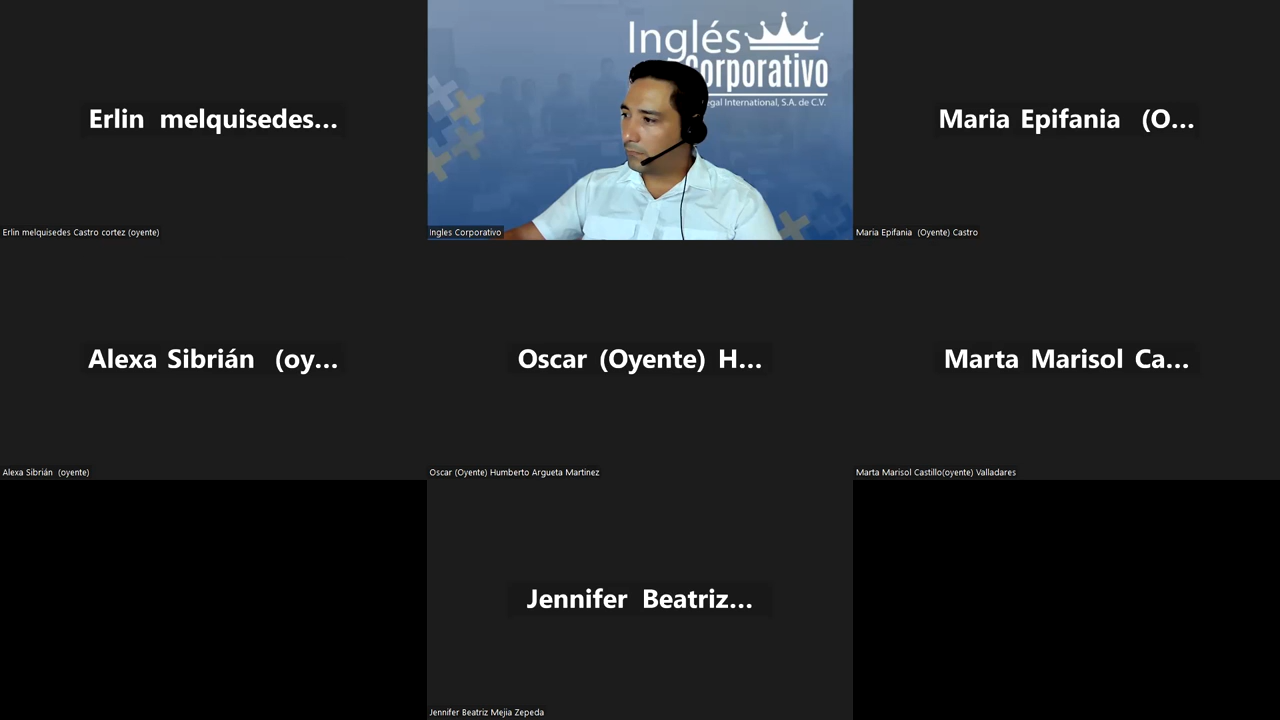 Erlin melquisedes...
Erlin melquisedes Castro cortez (oyente)
Inglés
Corporativo
egal International, S.A. de C.V.
Ingles Corporativo
Maria Epifania (O...
Maria Epifania (Oyente) Castro
Alexa Sibrián (oy...
Alexa Sibrián (oyente)
Oscar (Oyente) H...
Oscar (Oyente) Humberto Argueta Martinez
Marta Marisol Ca...
Marta Marisol Castillo(oyente) Valladares
Jennifer Beatriz...
Jennifer Beatriz Mejia Zepeda